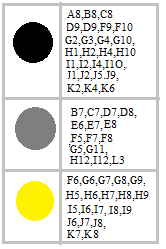 A8,B8,C8
D9,D9,F9,F10
G2,G3,G4,G10,
H1,H2,H4,H10
I1,I2,I4,I1O,.
J1,J2,J5,J9,
K2,K4,K6
B7,C7,D7,D8,
E6,E7,E8
F5,F7,F8
'G5,G11,
H12,I12,L3
F6,G6,G7,G8,G9,
H5,H6,H7,H8,H9
I5,I6,I7,I8,I9
J6,J7,J8,
K7,K8